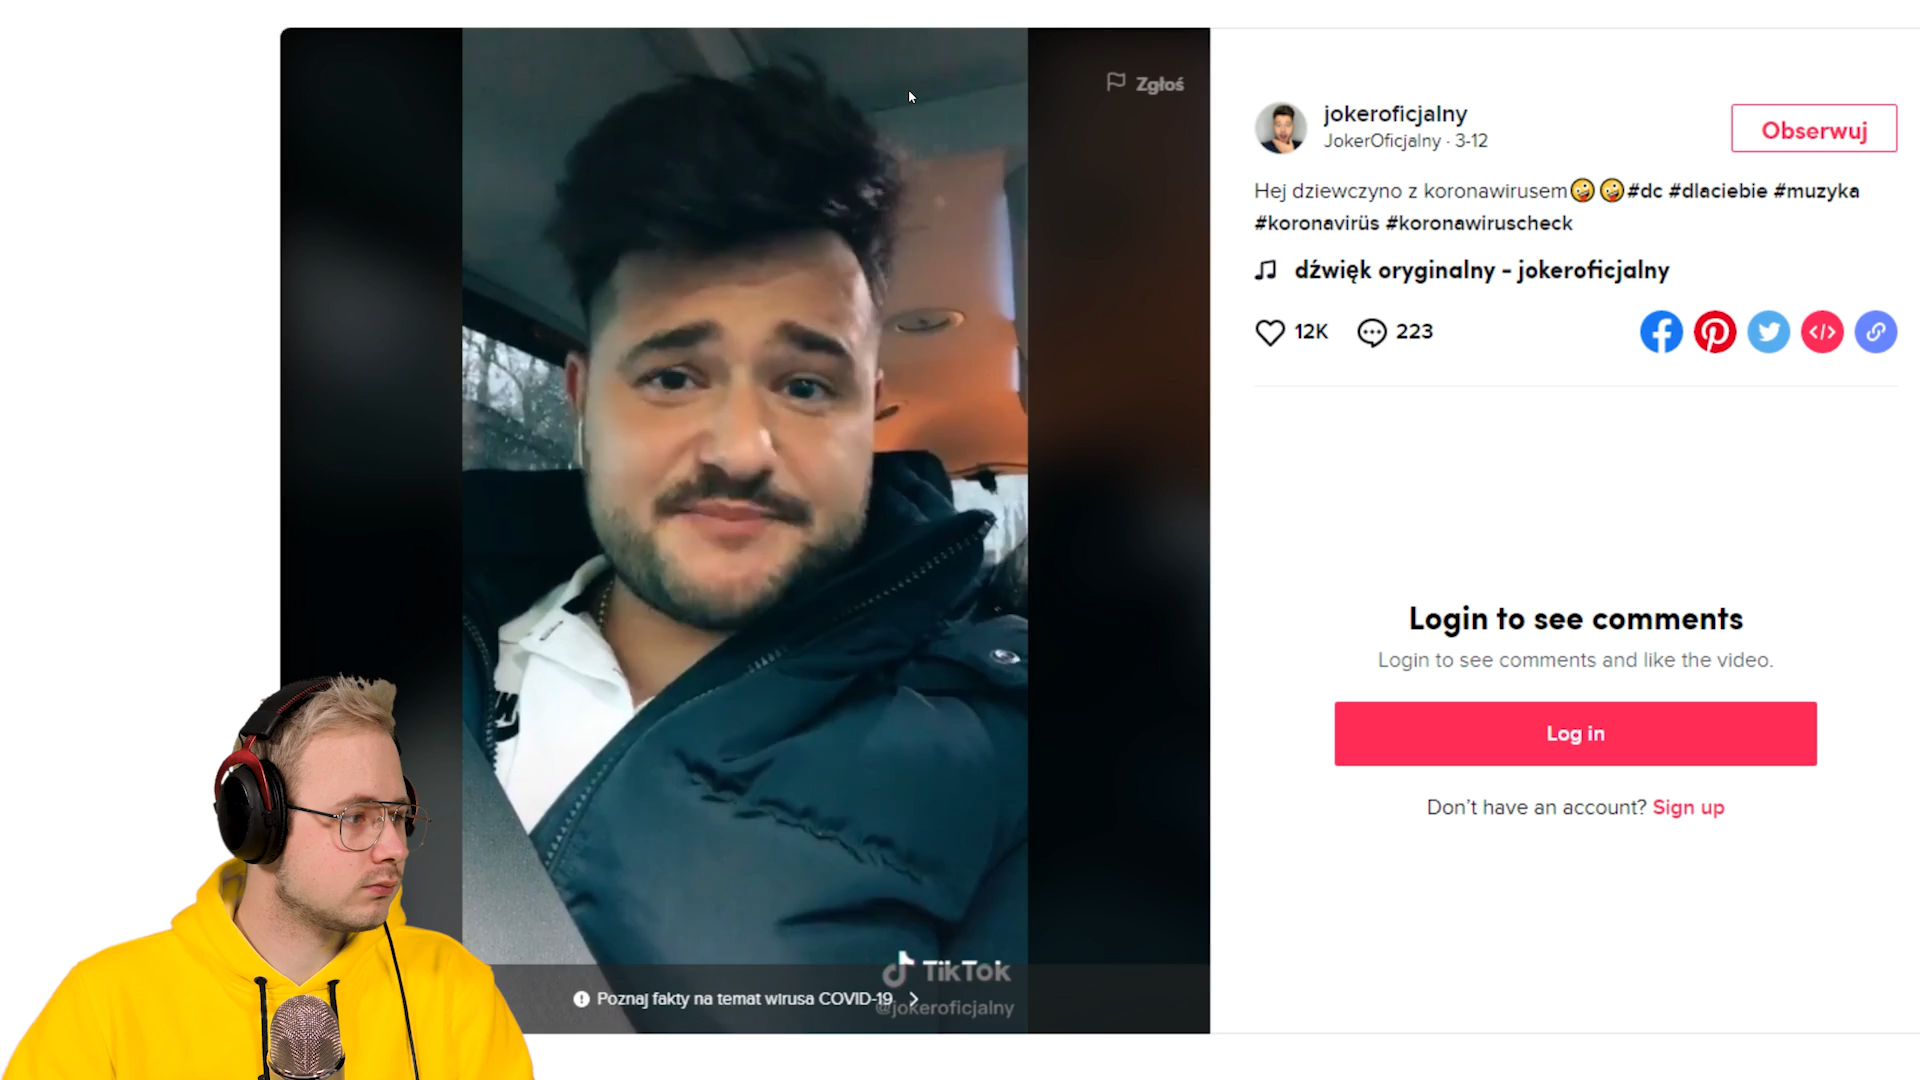 Zgłoś
jokeroficjalny
JokerOficjalny · 3-12
Obserwuj
Hej dziewczyno z koronawirusem🤪🤪#dc #dlaciebie #muzyka
#koronavirüs #koronawiruscheck
dźwięk oryginalny - jokeroficjalny
12K
223
Login to see comments
Login to see comments and like the video.
Log in
Don’t have an account? Sign up
TikTok
Poznaj fakty na temat wirusa COVID-19
@jokeroficjalny